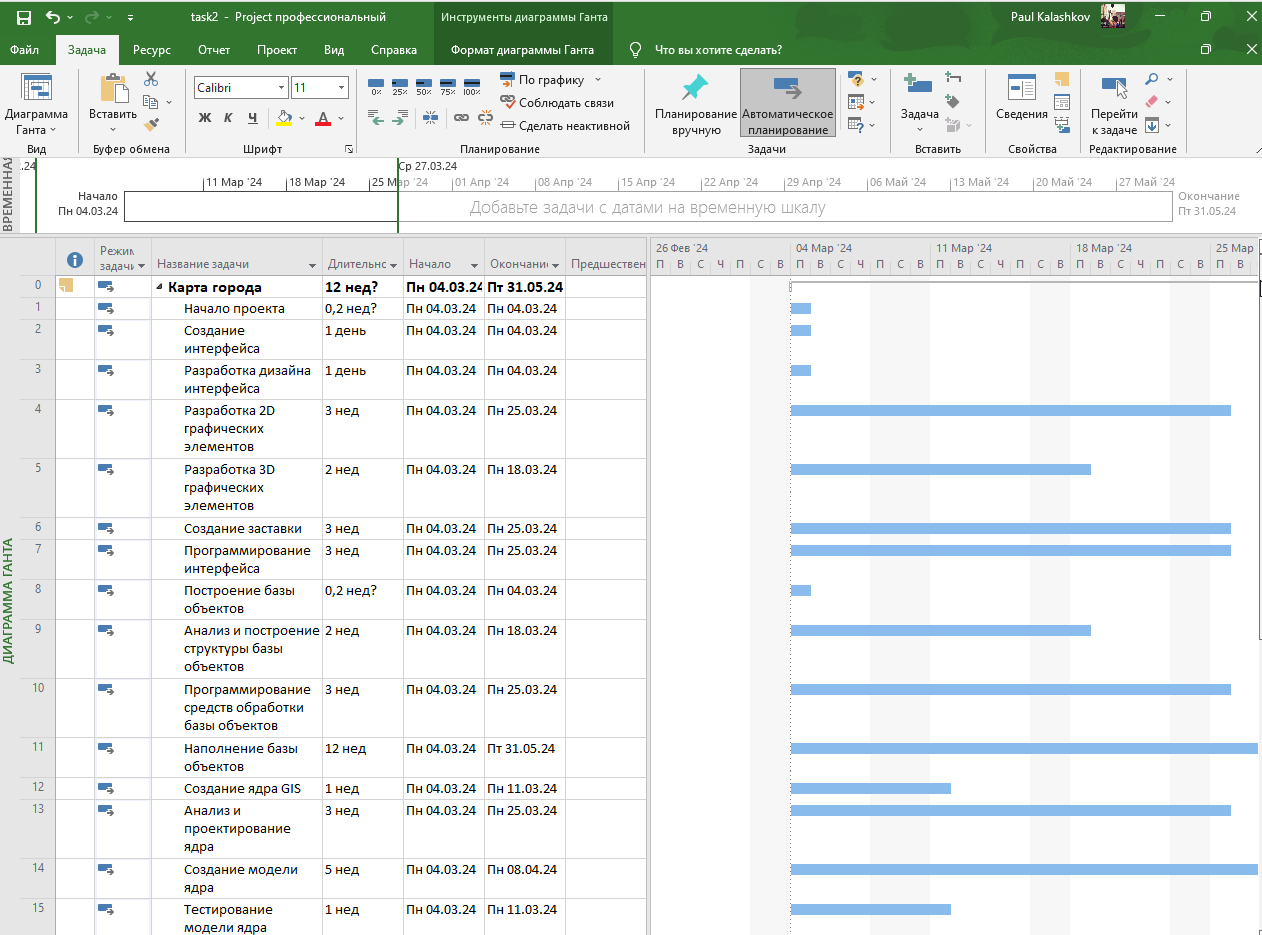 task2 - Project профессиональный
Инструменты диаграммы Ганта
Paul Kalashkov
Файл Задача Ресурс Отчет Проект Вид Справка Формат диаграммы Ганта Что вы хотите сделать?
Диаграмма Ганта
Вид
Вставить
Буфер обмена
Calibri 11
Ж К Ч А
Шрифт
0% 25% 50% 75% 100%
По графику
Соблюдать связи
Сделать неактивной
Планирование
Планирование вручную
Автоматическое планирование
Задачи
Задача
Вставить
Сведения
Свойства
Перейти к задаче
Редактирование
.24 Ср 27.03.24
11 Мар '24 18 Мар '24 25 Мар '24 01 Апр '24 08 Апр '24 15 Апр '24 22 Апр '24 29 Апр '24 06 Май '24 13 Май '24 20 Май '24 27 Май '24
Начало
Пн 04.03.24
Добавьте задачи с датами на временную шкалу
Окончание
Пт 31.05.24
ДИАГРАММА ГАНТА
Режим задачи Название задачи Длительнс Начало Окончани Предшествен
26 Фев '24 04 Мар '24 11 Мар '24 18 Мар '24 25 Мар
П В С Ч П С В П В С Ч П С В П В С Ч П С В П В С Ч П С В П В
0 Карта города 12 нед? Пн 04.03.24 Пт 31.05.24
1 Начало проекта 0,2 нед? Пн 04.03.24 Пн 04.03.24
2 Создание интерфейса 1 день Пн 04.03.24 Пн 04.03.24
3 Разработка дизайна интерфейса 1 день Пн 04.03.24 Пн 04.03.24
4 Разработка 2D графических элементов 3 нед Пн 04.03.24 Пн 25.03.24
5 Разработка 3D графических элементов 2 нед Пн 04.03.24 Пн 18.03.24
6 Создание заставки 3 нед Пн 04.03.24 Пн 25.03.24
7 Программирование интерфейса 3 нед Пн 04.03.24 Пн 25.03.24
8 Построение базы объектов 0,2 нед? Пн 04.03.24 Пн 04.03.24
9 Анализ и построение структуры базы объектов 2 нед Пн 04.03.24 Пн 18.03.24
10 Программирование средств обработки базы объектов 3 нед Пн 04.03.24 Пн 25.03.24
11 Наполнение базы объектов 12 нед Пн 04.03.24 Пт 31.05.24
12 Создание ядра GIS 1 нед Пн 04.03.24 Пн 11.03.24
13 Анализ и проектирование ядра 3 нед Пн 04.03.24 Пн 25.03.24
14 Создание модели ядра 5 нед Пн 04.03.24 Пн 08.04.24
15 Тестирование модели ядра 1 нед Пн 04.03.24 Пн 11.03.24